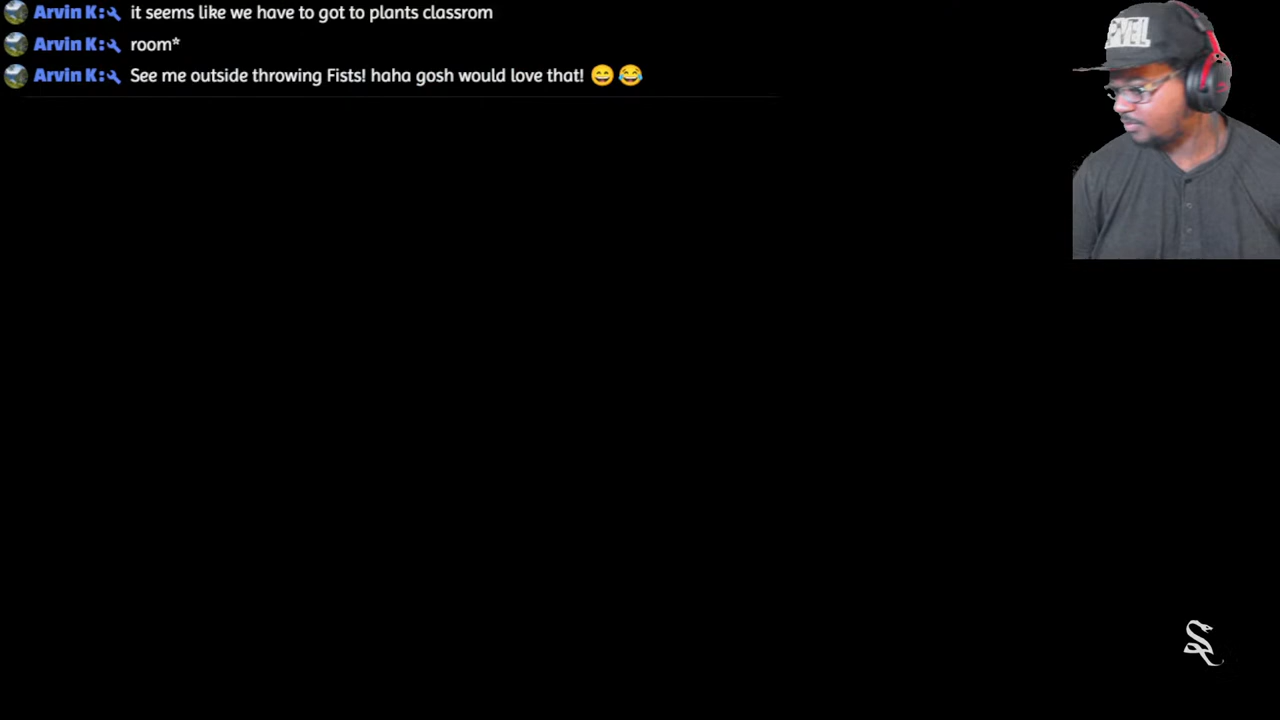 Arvin K: it seems like we have to got to plants classrom
Arvin K: room*
Arvin K: See me outside throwing Fists! haha gosh would love that! 😄 😂